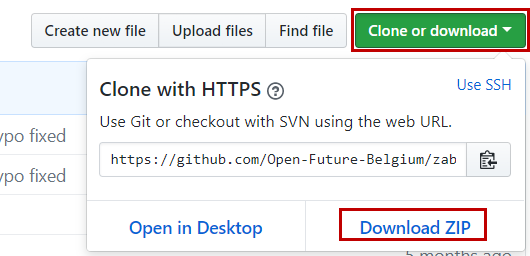 Create new file Upload files Find file Clone or download
Clone with HTTPS ?
Use SSH
Use Git or checkout with SVN using the web URL.
ypo fixed
https://github.com/Open-Future-Belgium/zab
ypo fixed
Open in Desktop Download ZIP
5 months ago